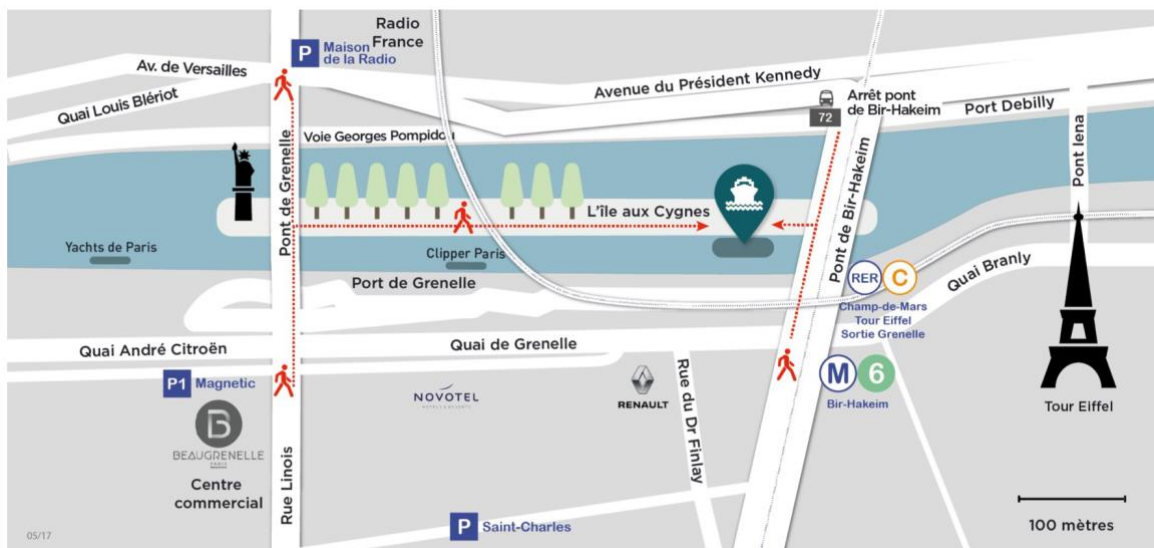 Radio
France
P
Maison
de la Radio
Av. de Versailles
Quai Louis Blériot
Avenue du Président Kennedy
72
Arrêt pont
de Bir-Hakeim
Port Debilly
Voie Georges Pompidou
Pont de Grenelle
L'île aux Cygnes
Pont de Bir-Hakeim
Pont Iena
Yachts de Paris
Clipper Paris
Port de Grenelle
RER C
Champ-de-Mars
Tour Eiffel
Sortie Grenelle
Quai Branly
Quai André Citroën
Quai de Grenelle
P1 Magnetic
NOVOTEL
HOTELS & RESORTS
RENAULT
Rue du Dr Finlay
M 6
Bir-Hakeim
Tour Eiffel
B
BEAUGRENELLE
PARIS
Centre
commercial
Rue Linois
P Saint-Charles
100 mètres
05/17